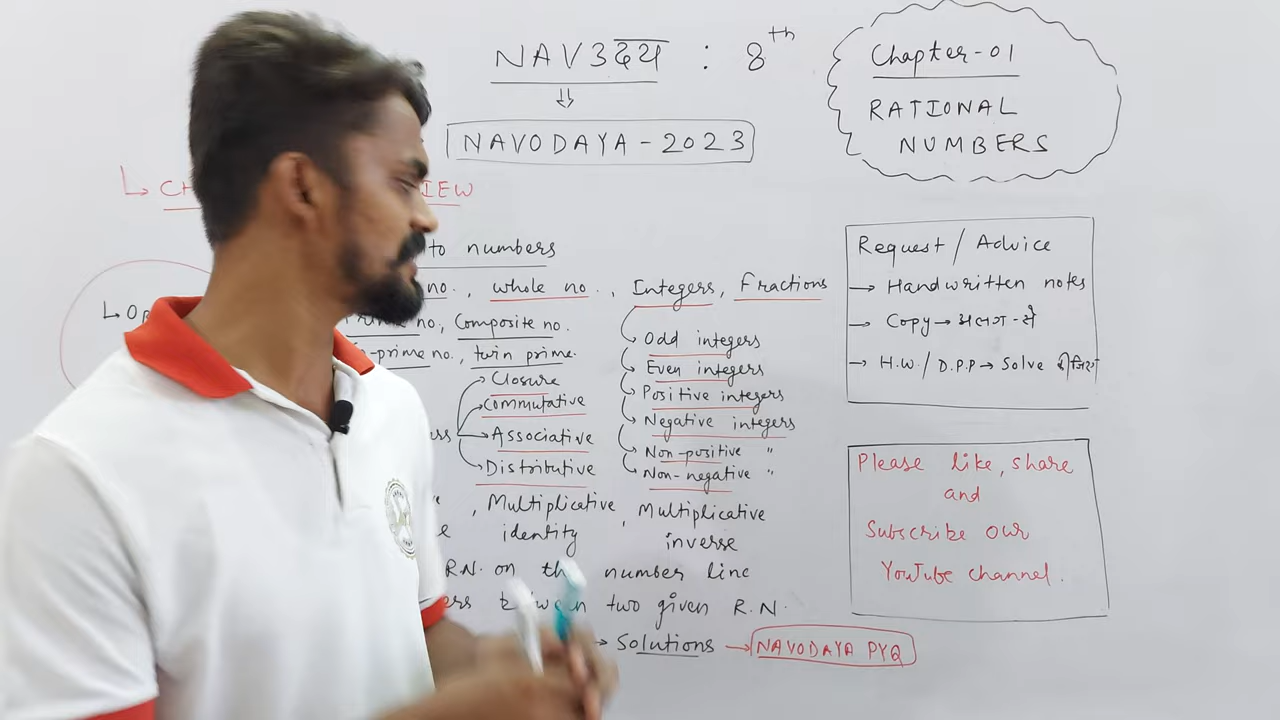 NAVउदय : 8th
⇓
NAVODAYA - 2023
Chapter-01
RATIONAL
NUMBERS
to numbers
no., whole no., Integers, Fractions
no, Composite no.
prime no., twin prime.
Closure
Commutative
Associative
Distributive
Odd integers
Even integers
Positive integers
Negative integers
Non-positive "
Non-negative "
, Multiplicative identity , Multiplicative inverse
R.N. on the number line
between two given R.N.
→ Solutions → NAVODAYA PYQ
Request / Advice
→ Handwritten notes
→ Copy → अलग-से
→ H.W./ D.P.P → Solve
Please like, share
and
Subscribe our
YouTube channel.